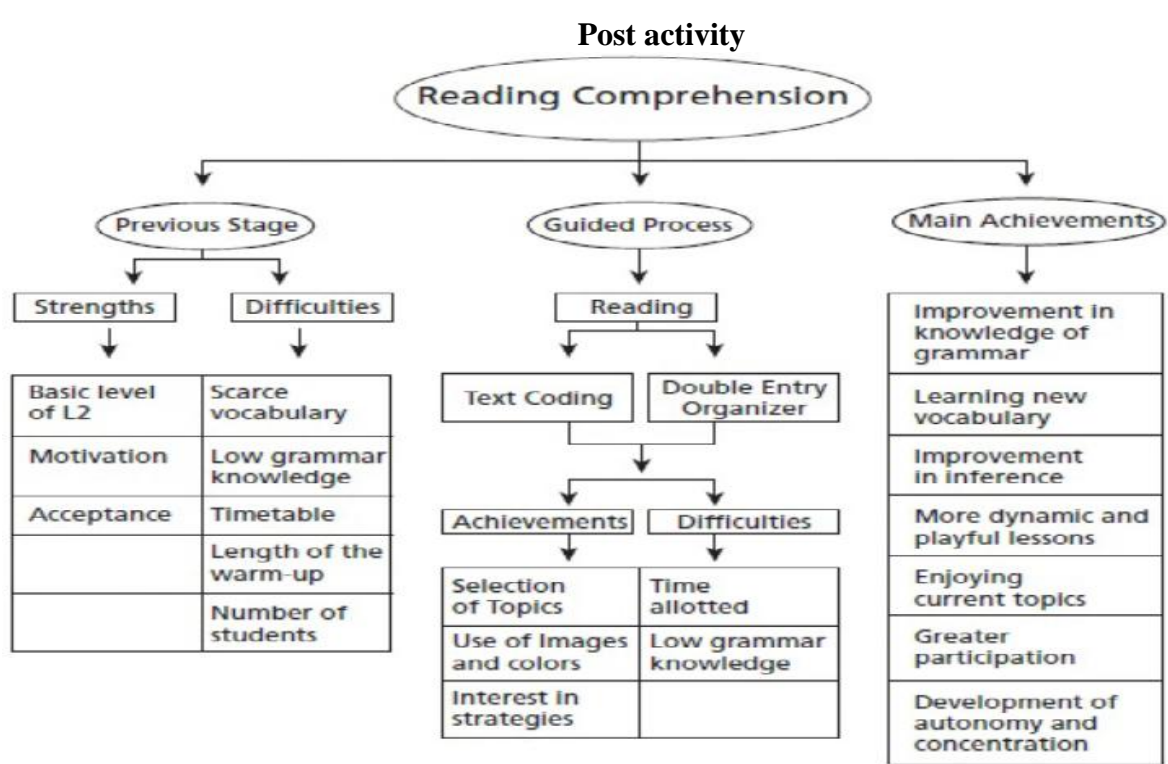 Post activity
Reading Comprehension
Previous Stage
Guided Process
Main Achievements
Strengths
Difficulties
Basic level
of L2
Scarce
vocabulary
Motivation
Low grammar
knowledge
Acceptance
Timetable
Length of the
warm-up
Number of
students
Reading
Text Coding
Double Entry
Organizer
Achievements
Difficulties
Selection
of Topics
Time
allotted
Use of Images
and colors
Low grammar
knowledge
Interest in
strategies
Improvement in
knowledge of
grammar
Learning new
vocabulary
Improvement
in inference
More dynamic and
playful lessons
Enjoying
current topics
Greater
participation
Development of
autonomy and
concentration